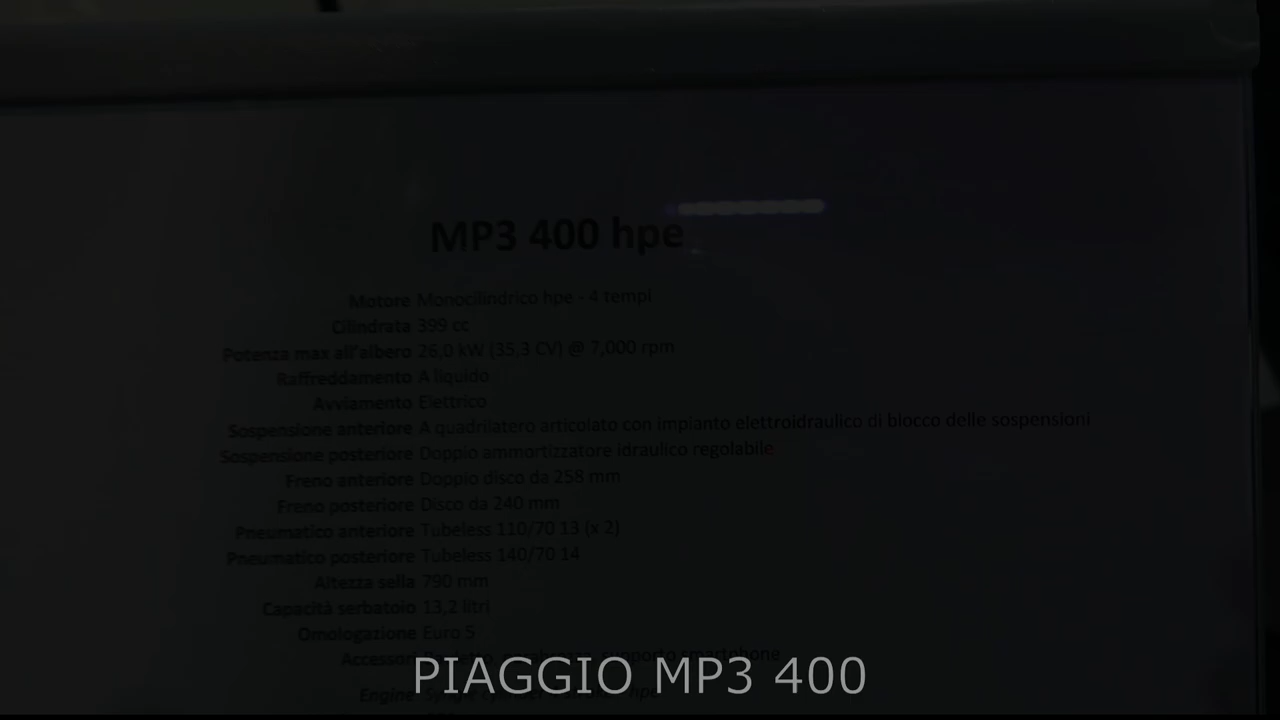 MP3 400 hpe
Motore Monocilindrico hpe - 4 tempi
Cilindrata 399 cc
Potenza max all'albero 26,0 kW (35,3 CV) @ 7,000 rpm
Raffreddamento A liquido
Avviamento Elettrico
Sospensione anteriore A quadrilatero articolato con impianto elettroidraulico di blocco delle sospensioni
Sospensione posteriore Doppio ammortizzatore idraulico regolabile
Freno anteriore Doppio disco da 258 mm
Freno posteriore Disco da 240 mm
Pneumatico anteriore Tubeless 110/70 13 (x 2)
Pneumatico posteriore Tubeless 140/70 14
Altezza sella 790 mm
Capacità serbatoio 13,2 litri
Omologazione Euro 5
Accessori supporto smartphone
PIAGGIO MP3 400
Engine